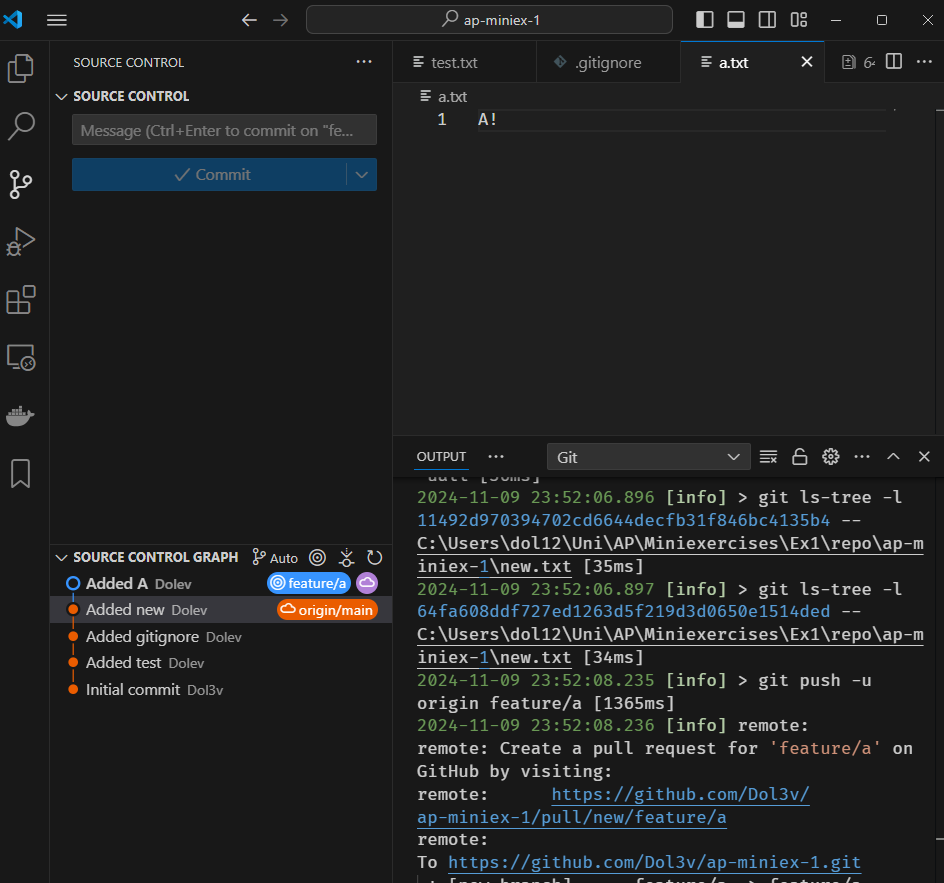 ap-miniex-1
SOURCE CONTROL
SOURCE CONTROL
Message (Ctrl+Enter to commit on "fe...
Commit
SOURCE CONTROL GRAPH Auto
Added A Dolev feature/a
Added new Dolev origin/main
Added gitignore Dolev
Added test Dolev
Initial commit Dol3v
test.txt .gitignore a.txt
a.txt
1 A!
OUTPUT Git
2024-11-09 23:52:06.896 [info] > git ls-tree -l
11492d970394702cd6644decfb31f846bc4135b4 --
C:\Users\dol12\Uni\AP\Miniexercises\Ex1\repo\ap-m
iniex-1\new.txt [35ms]
2024-11-09 23:52:06.897 [info] > git ls-tree -l
64fa608ddf727ed1263d5f219d3d0650e1514ded --
C:\Users\dol12\Uni\AP\Miniexercises\Ex1\repo\ap-m
iniex-1\new.txt [34ms]
2024-11-09 23:52:08.235 [info] > git push -u
origin feature/a [1365ms]
2024-11-09 23:52:08.236 [info] remote:
remote: Create a pull request for 'feature/a' on
GitHub by visiting:
remote: https://github.com/Dol3v/
ap-miniex-1/pull/new/feature/a
remote:
To https://github.com/Dol3v/ap-miniex-1.git